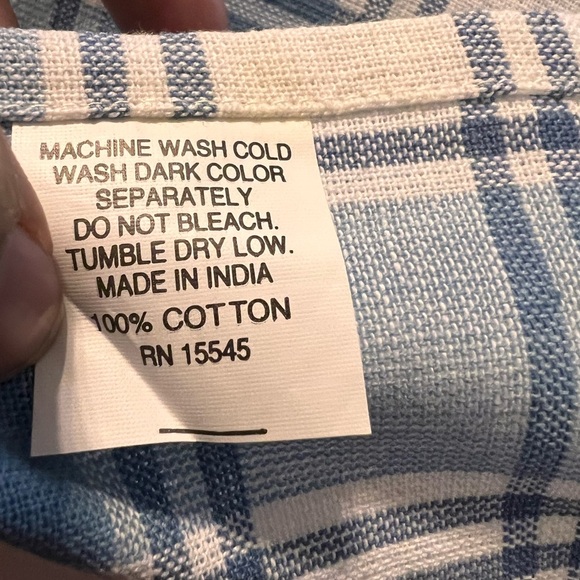 MACHINE WASH COLD
WASH DARK COLOR
SEPARATELY
DO NOT BLEACH.
TUMBLE DRY LOW.
MADE IN INDIA
100% COTTON
RN 15545